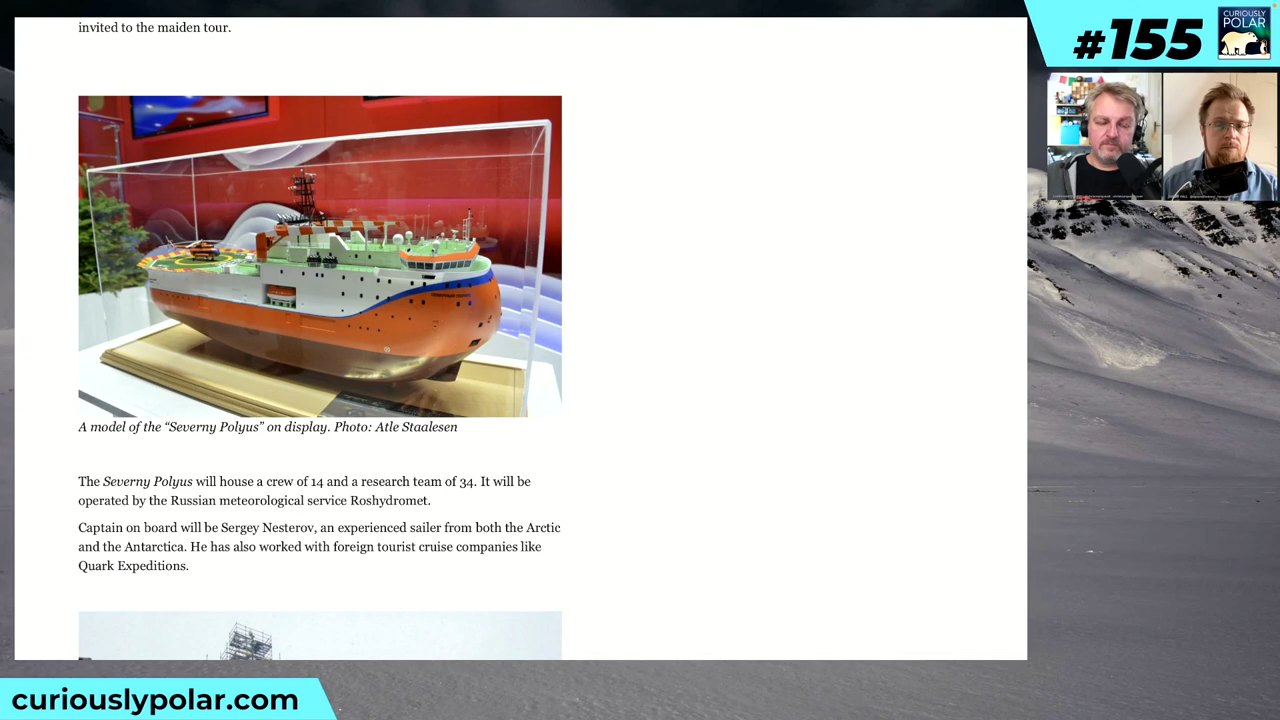 invited to the maiden tour.
#155
CURIOUSLY
POLAR
A model of the “Severny Polyus” on display. Photo: Atle Staalesen
The Severny Polyus will house a crew of 14 and a research team of 34. It will be
operated by the Russian meteorological service Roshydromet.
Captain on board will be Sergey Nesterov, an experienced sailer from both the Arctic
and the Antarctica. He has also worked with foreign tourist cruise companies like
Quark Expeditions.
curiouslypolar.com